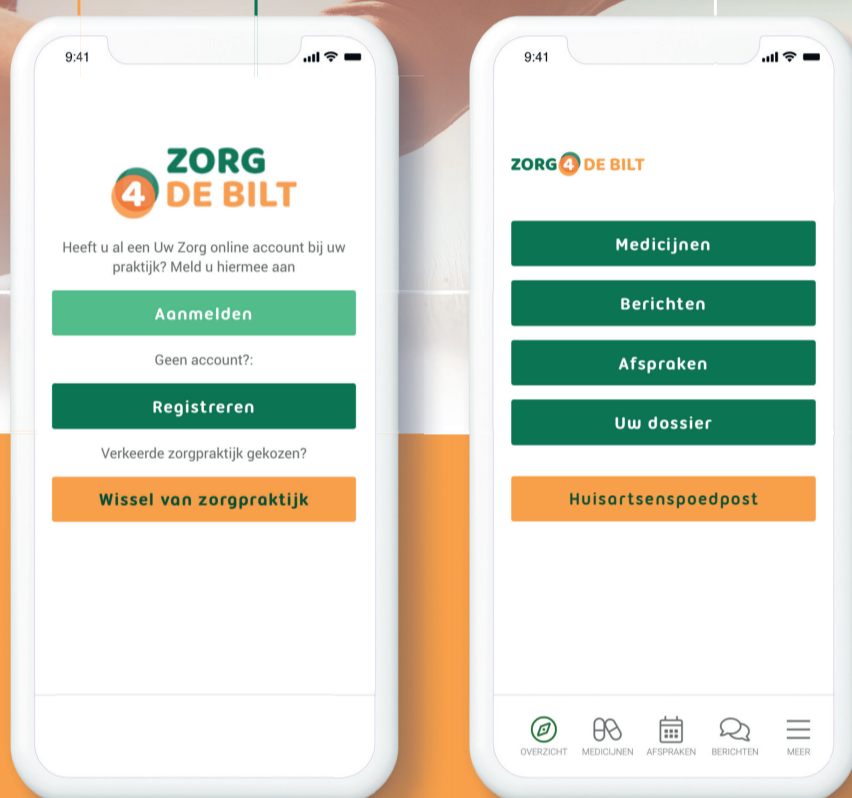 9:41
ZORG
4 DE BILT
Heeft u al een Uw Zorg online account bij uw
praktijk? Meld u hiermee aan
Aanmelden
Geen account?:
Registreren
Verkeerde zorgpraktijk gekozen?
Wissel van zorgpraktijk
9:41
ZORG 4 DE BILT
Medicijnen
Berichten
Afspraken
Uw dossier
Huisartsenspoedpost
OVERZICHT MEDICIJNEN AFSPRAKEN BERICHTEN MEER